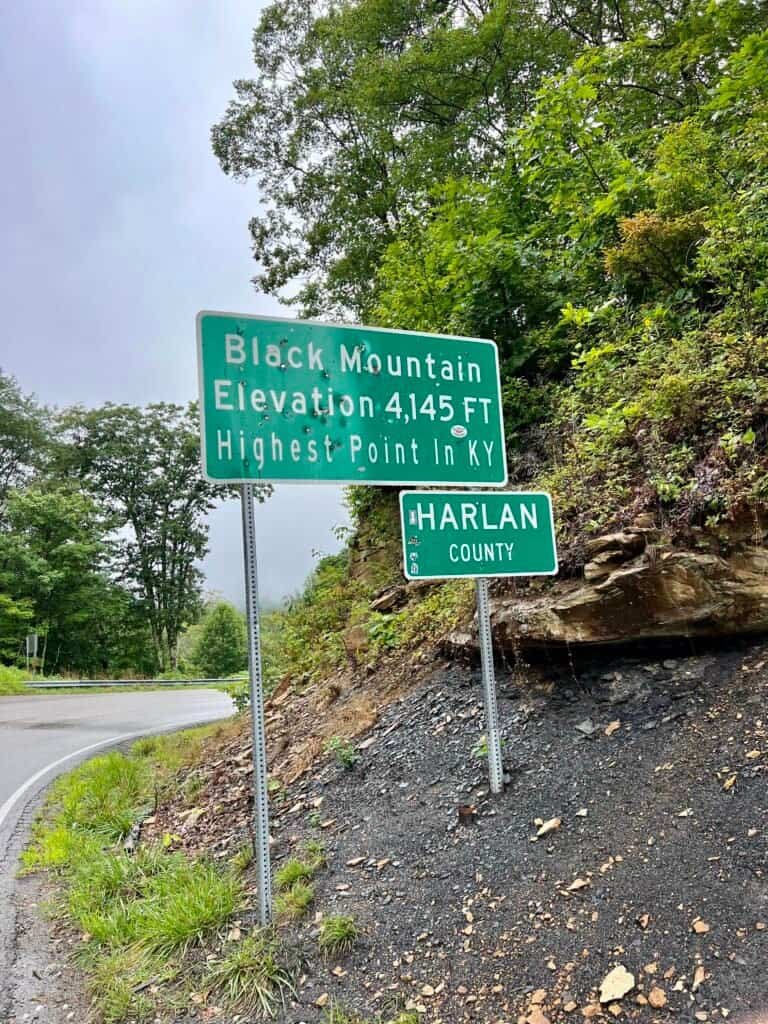 Black Mountain
Elevation 4,145 FT
Highest Point In KY
HARLAN
COUNTY